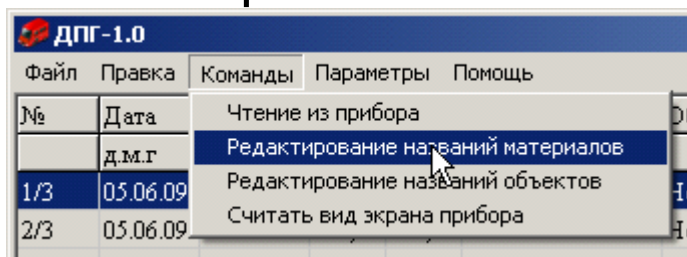 ДПГ-1.0
Файл Правка Команды Параметры Помощь
№ Дата
д.м.г
1/3 05.06.09
2/3 05.06.09
Чтение из прибора
Редактирование названий материалов
Редактирование названий объектов
Считать вид экрана прибора